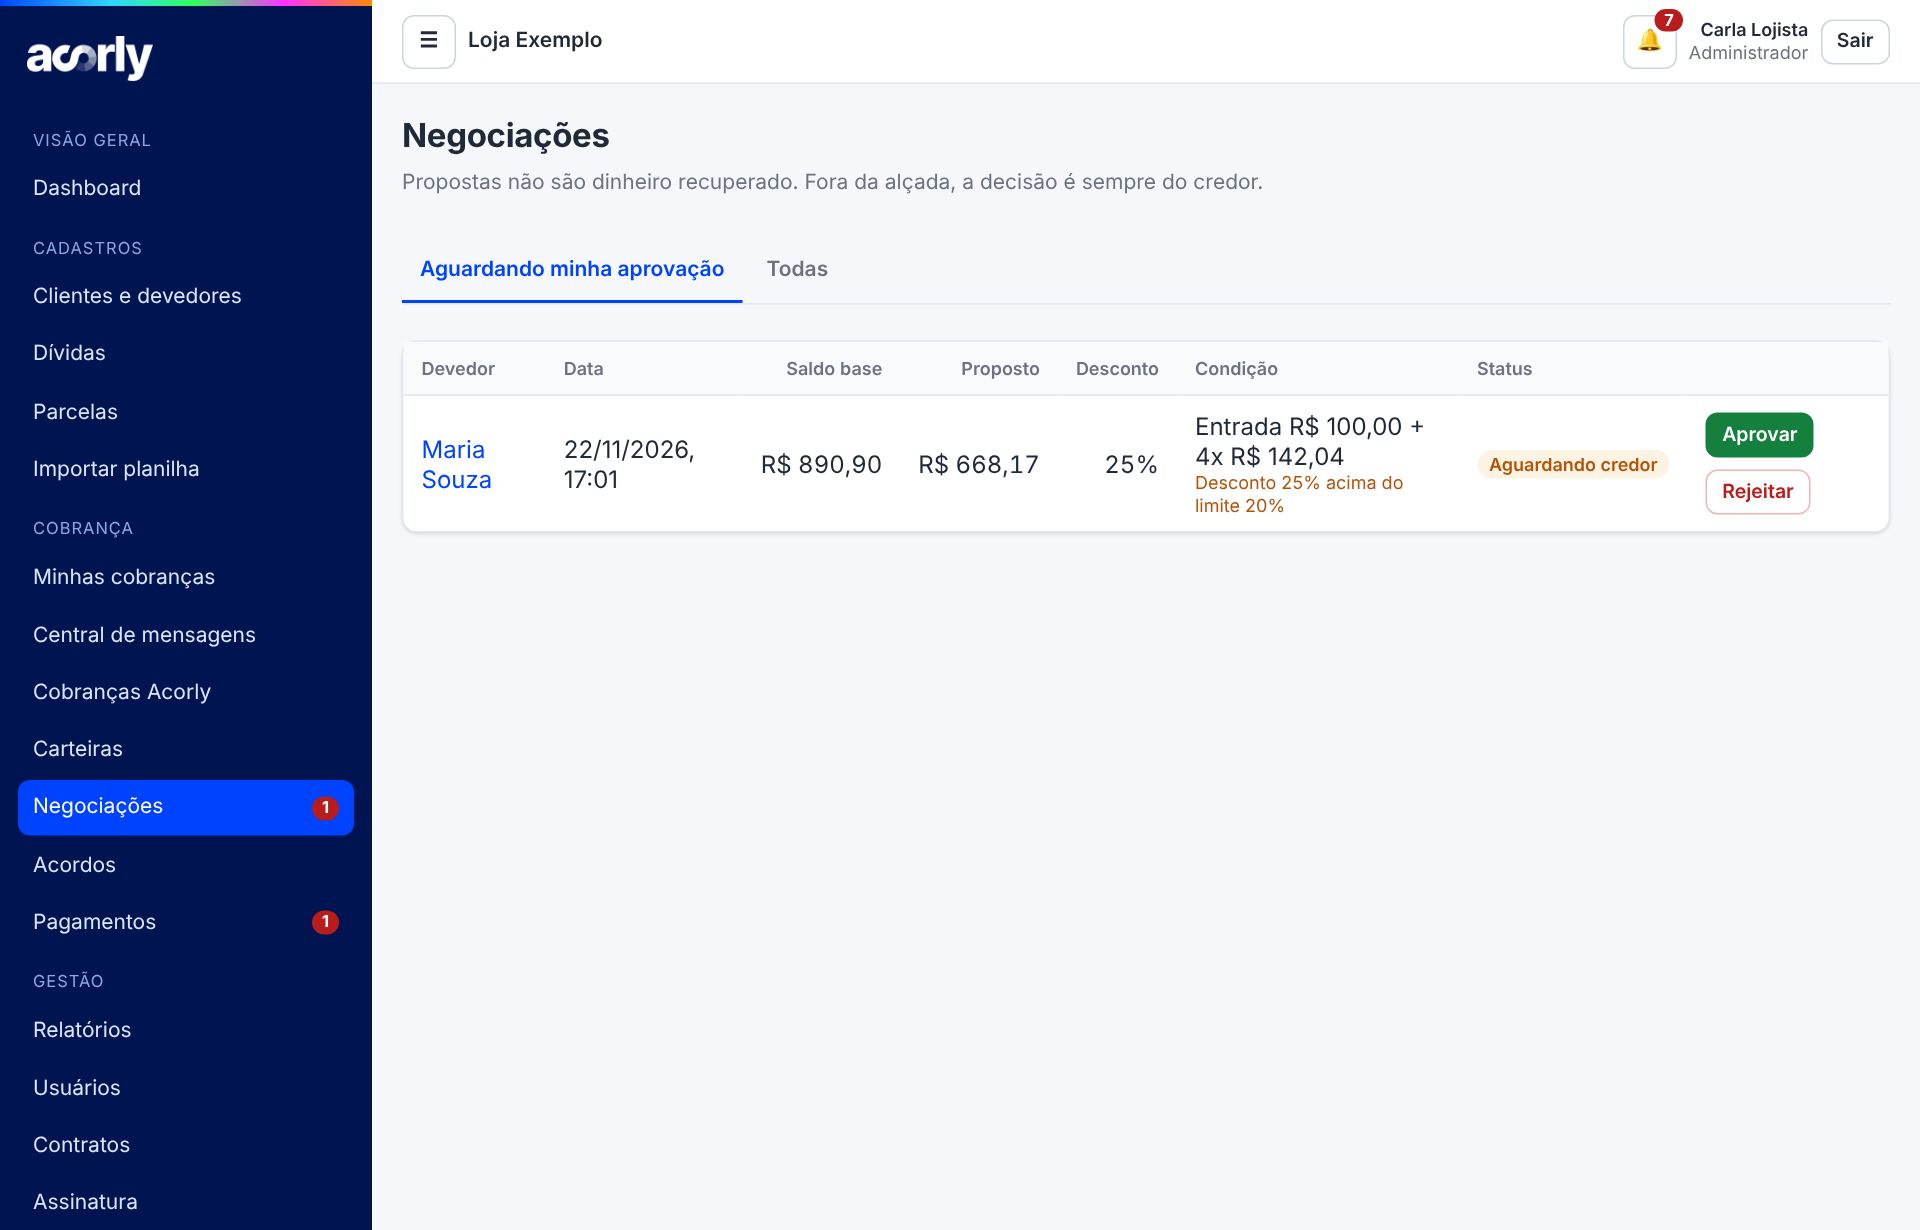 acorly
VISÃO GERAL
Dashboard
CADASTROS
Clientes e devedores
Dívidas
Parcelas
Importar planilha
COBRANÇA
Minhas cobranças
Central de mensagens
Cobranças Acorly
Carteiras
Negociações 1
Acordos
Pagamentos 1
GESTÃO
Relatórios
Usuários
Contratos
Assinatura
Loja Exemplo
7
Carla Lojista
Administrador
Sair
Negociações
Propostas não são dinheiro recuperado. Fora da alçada, a decisão é sempre do credor.
Aguardando minha aprovação Todas
Devedor Data Saldo base Proposto Desconto Condição Status
Maria
Souza
22/11/2026,
17:01
R$ 890,90
R$ 668,17
25%
Entrada R$ 100,00 +
4x R$ 142,04
Desconto 25% acima do
limite 20%
Aguardando credor
Aprovar
Rejeitar